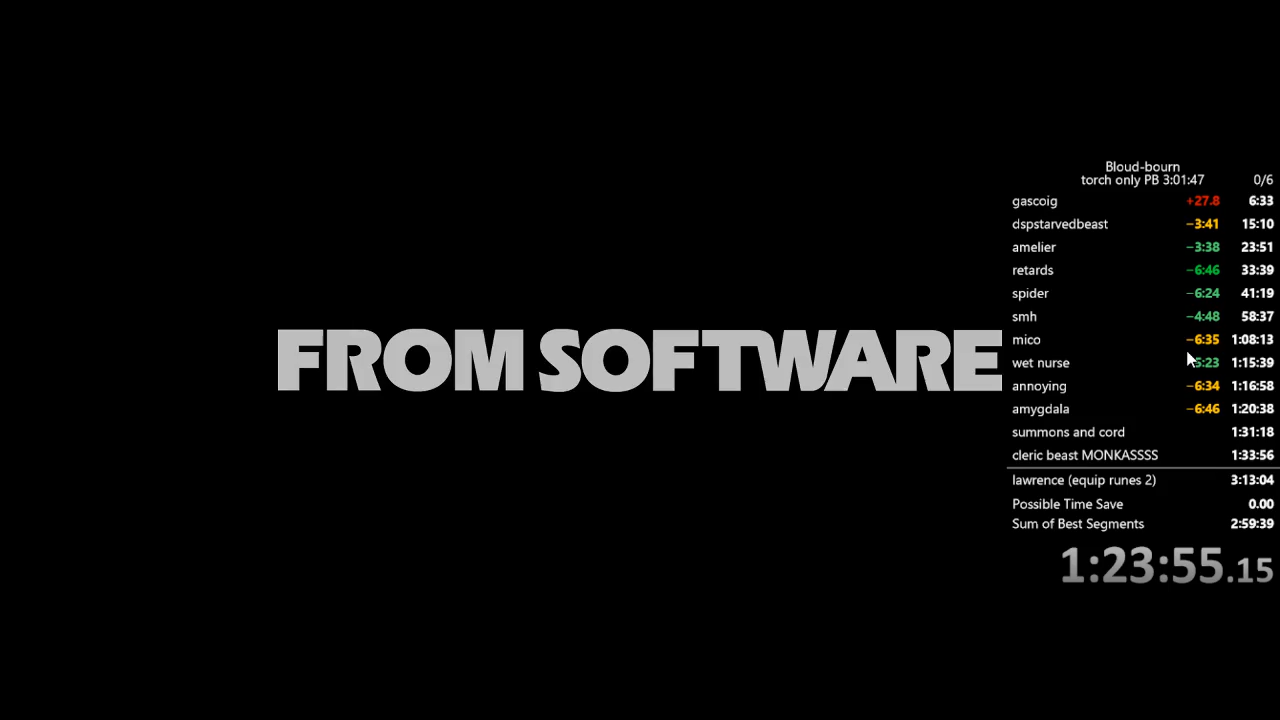 FROM SOFTWARE
Bloud-bourn
torch only PB 3:01:47 0/6
gascoig +27.8 6:33
dspstarvedbeast −3:41 15:10
amelier −3:38 23:51
retards −6:46 33:39
spider −6:24 41:19
smh −4:48 58:37
mico −6:35 1:08:13
wet nurse 5:23 1:15:39
annoying −6:34 1:16:58
amygdala −6:46 1:20:38
summons and cord 1:31:18
cleric beast MONKASSSS 1:33:56
lawrence (equip runes 2) 3:13:04
Possible Time Save 0.00
Sum of Best Segments 2:59:39
1:23:55.15